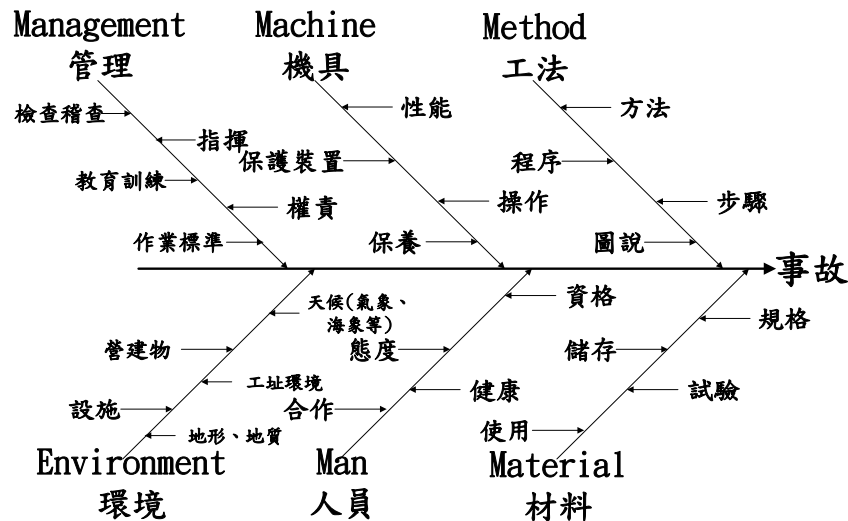 Management
管理
Machine
機具
Method
工法
檢查稽查
指揮
教育訓練
權責
作業標準
性能
保護裝置
操作
保養
方法
程序
步驟
圖說
事故
天候(氣象、
海象等)
營建物
工址環境
設施
地形、地質
Environment
環境
資格
態度
健康
合作
Man
人員
規格
儲存
試驗
使用
Material
材料